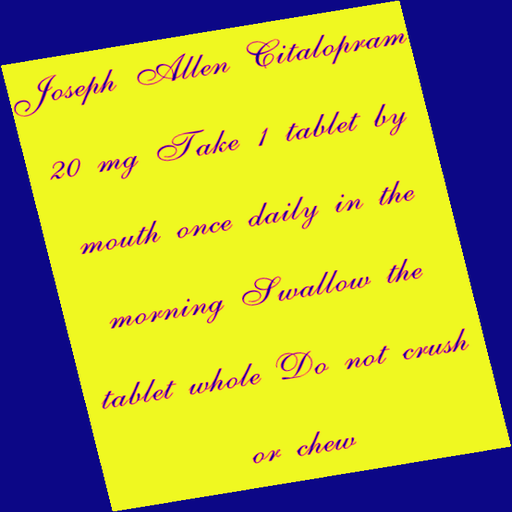 Joseph Allen Citalopram
20 mg Take 1 tablet by
mouth once daily in the
morning Swallow the
tablet whole Do not crush
or chew